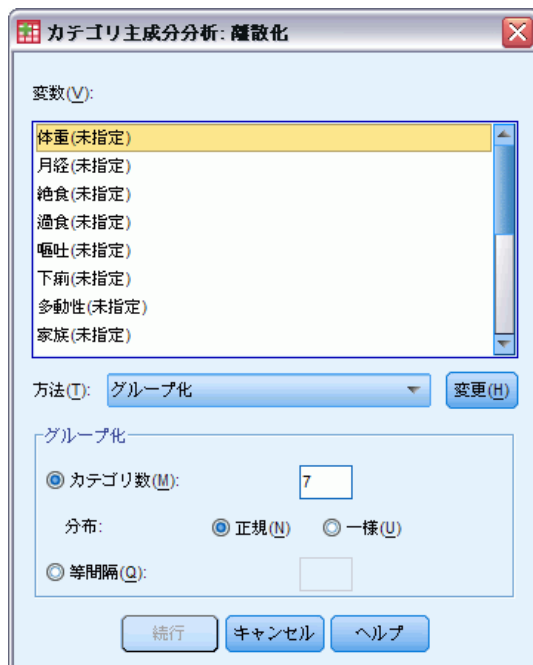 カテゴリ主成分分析: 離散化
変数(V):
体重(未指定)
月経(未指定)
絶食(未指定)
過食(未指定)
嘔吐(未指定)
下痢(未指定)
多動性(未指定)
家族(未指定)
方法(T): グループ化 変更(H)
グループ化
カテゴリ数(M): 7
分布: 正規(N) 一様(U)
等間隔(Q):
続行 キャンセル ヘルプ